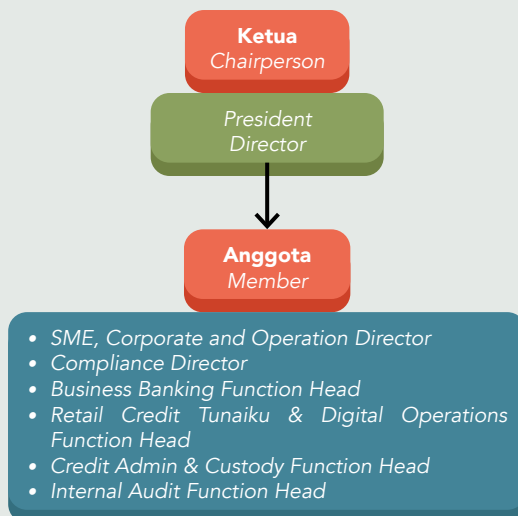 Ketua
Chairperson
President
Director
Anggota
Member
• SME, Corporate and Operation Director
• Compliance Director
• Business Banking Function Head
• Retail Credit Tunaiku & Digital Operations
Function Head
• Credit Admin & Custody Function Head
• Internal Audit Function Head